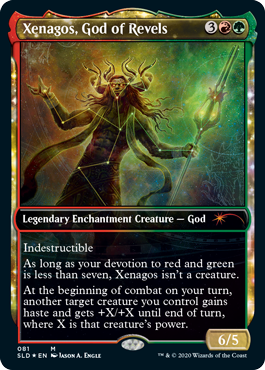 Xenagos, God of Revels 3
Legendary Enchantment Creature — God
Indestructible
As long as your devotion to red and green
is less than seven, Xenagos isn't a creature.
At the beginning of combat on your turn,
another target creature you control gains
haste and gets +X/+X until end of turn,
where X is that creature's power.
6/5
081 M
SLD ★ EN Jason A. Engle ™ & © 2020 Wizards of the Coast